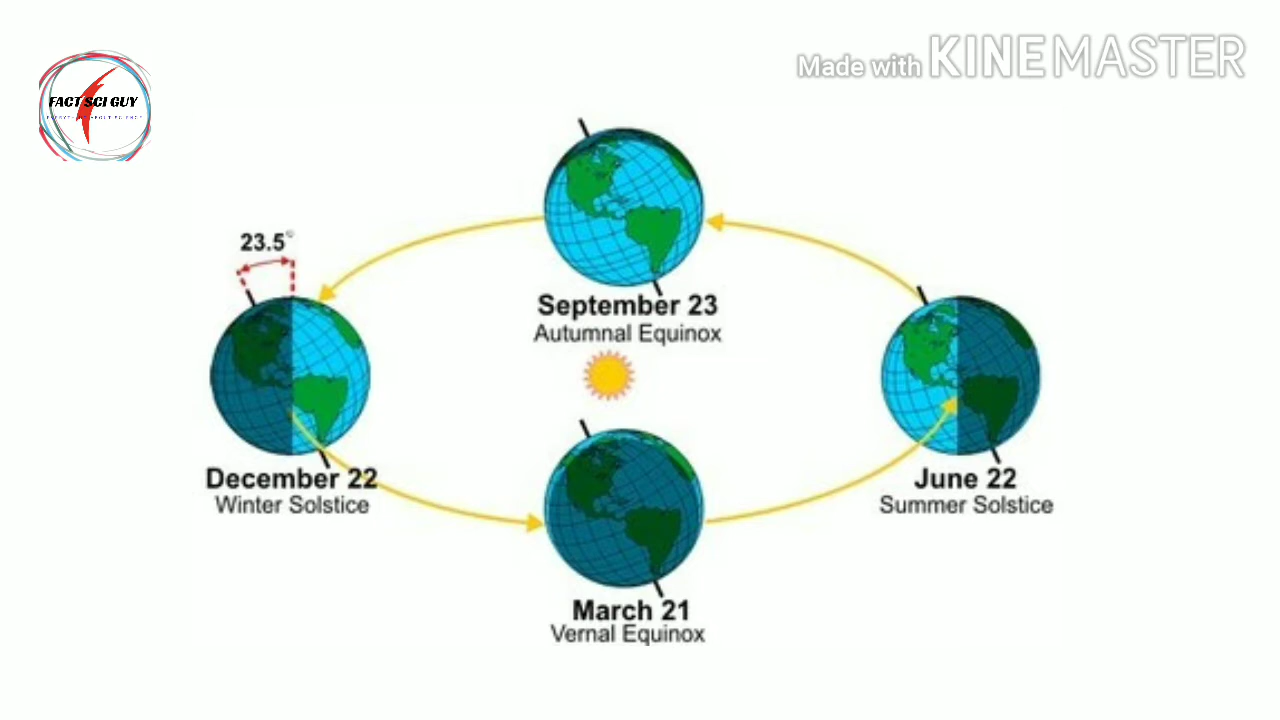 Made with KINEMASTER
FACT SCI GUY
23.5°
September 23
Autumnal Equinox
December 22
Winter Solstice
June 22
Summer Solstice
March 21
Vernal Equinox